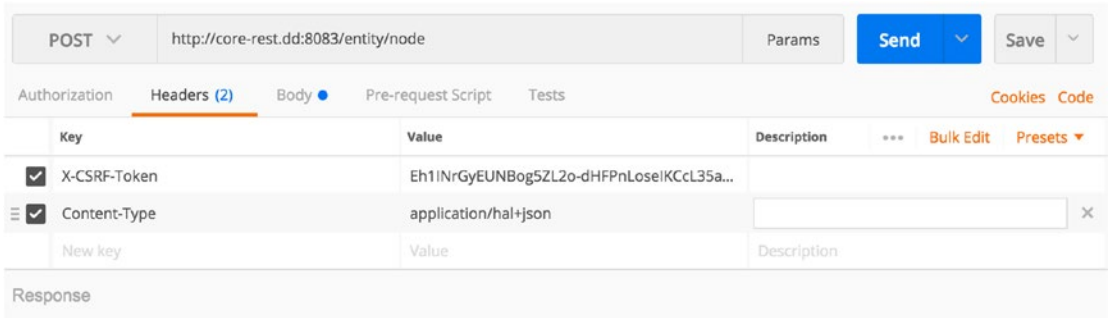 POST http://core-rest.dd:8083/entity/node Params Send Save
Authorization Headers (2) Body Pre-request Script Tests Cookies Code
Key Value Description Bulk Edit Presets
X-CSRF-Token Eh1INrGyEUNBog5ZL2o-dHFPnLoseIKCcL35a...
Content-Type application/hal+json
New key Value Description
Response